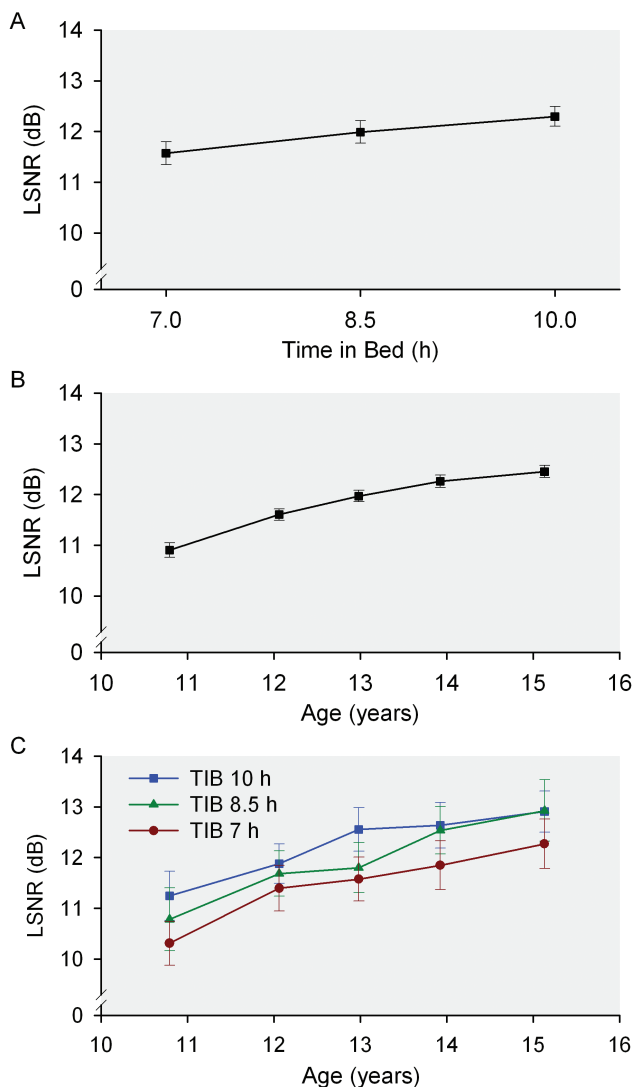 A
14
13
12
11
10
0
LSNR (dB)
7.0 8.5 10.0
Time in Bed (h)
B
14
13
12
11
10
0
LSNR (dB)
10 11 12 13 14 15 16
Age (years)
C
14
13
12
11
10
0
LSNR (dB)
TIB 10 h
TIB 8.5 h
TIB 7 h
10 11 12 13 14 15 16
Age (years)